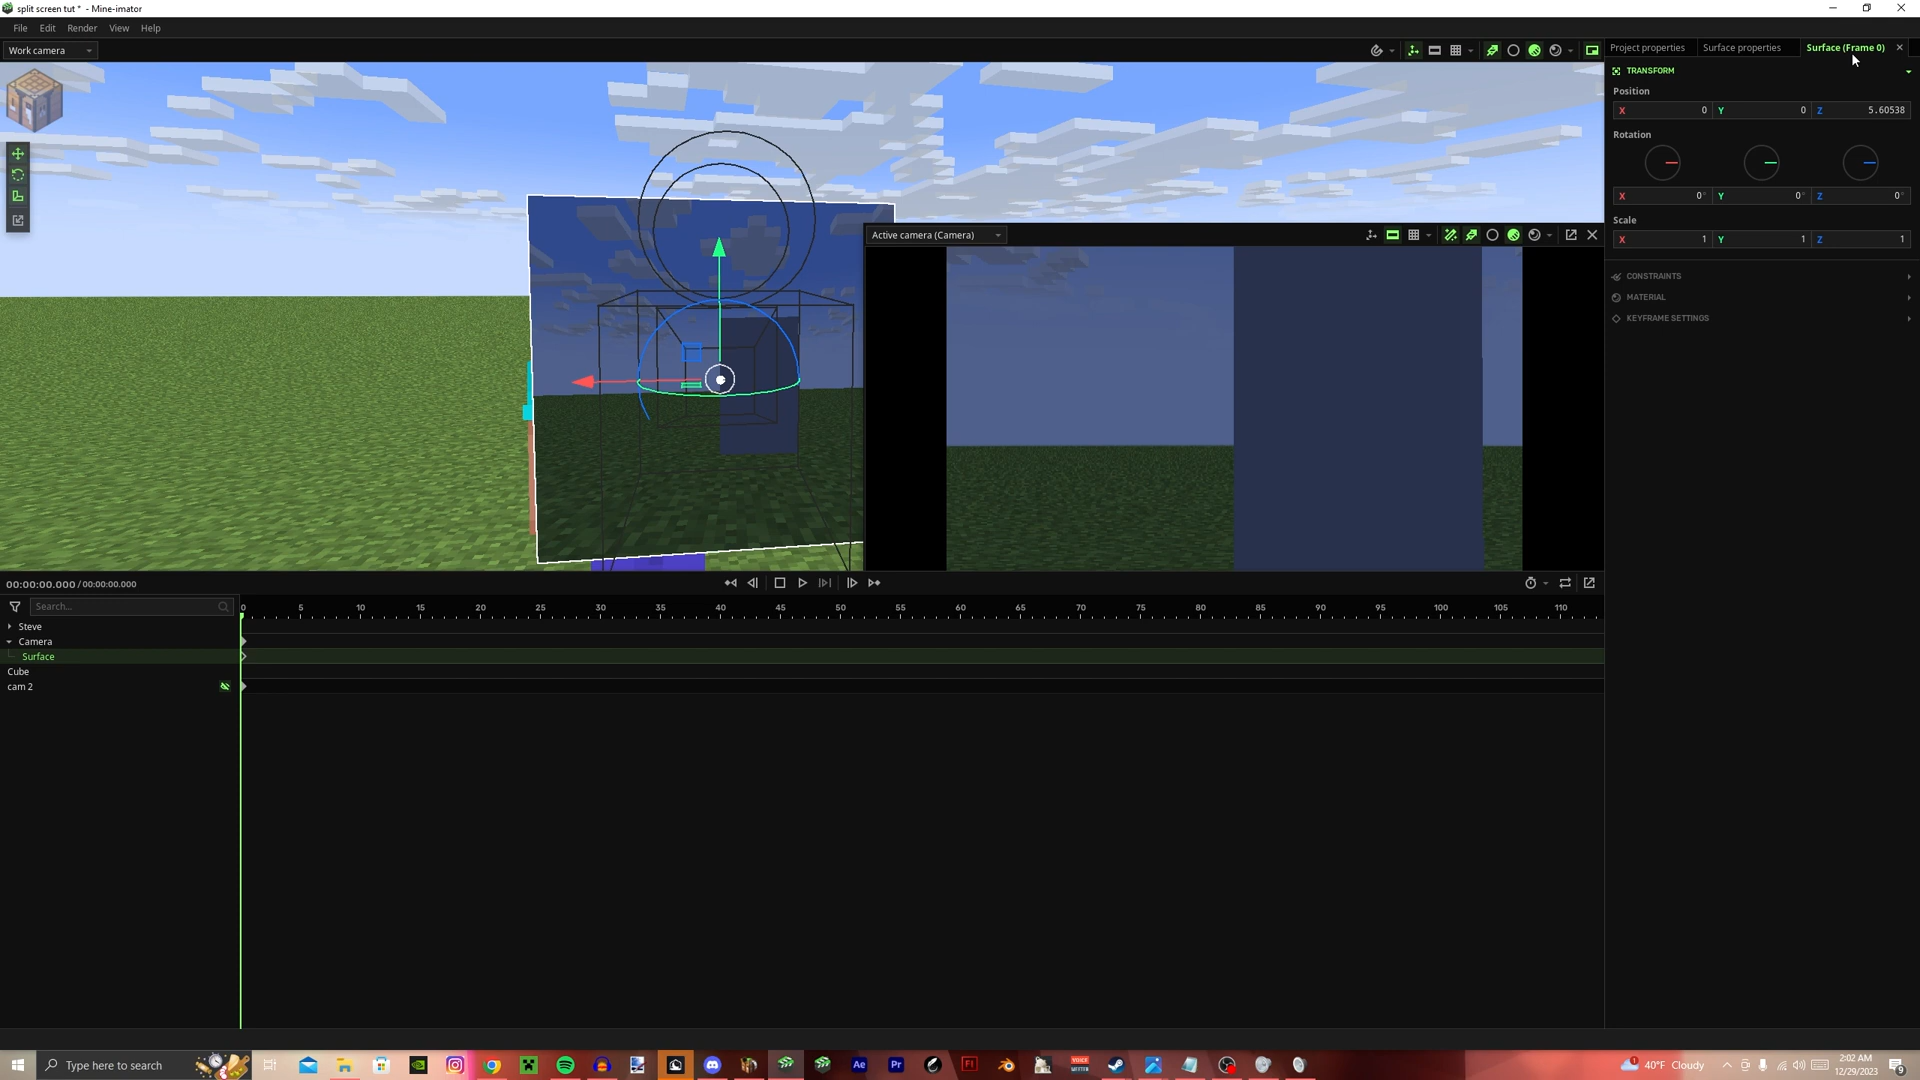 split screen tut * - Mine-imator
File Edit Render View Help
Work camera
Project properties Surface properties Surface (Frame 0)
TRANSFORM
Position
X 0 Y 0 Z 5.60538
Rotation
X 0° Y 0° Z 0°
Scale
X 1 Y 1 Z 1
CONSTRAINTS
MATERIAL
KEYFRAME SETTINGS
Active camera (Camera)
00:00:00.000 / 00:00:00.000
Search...
0 5 10 15 20 25 30 35 40 45 50 55 60 65 70 75 80 85 90 95 100 105 110
Steve
Camera
Surface
Cube
cam 2
Type here to search
Ae Pr Fl
40°F Cloudy
2:02 AM
12/29/2023